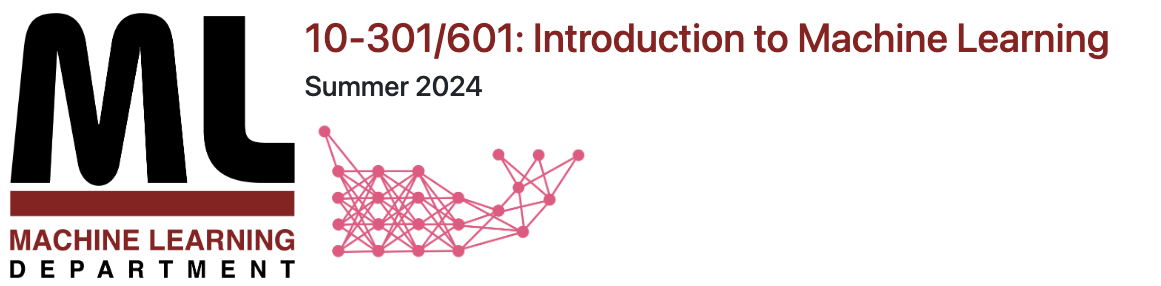 ML
MACHINE LEARNING
DEPARTMENT
10-301/601: Introduction to Machine Learning
Summer 2024